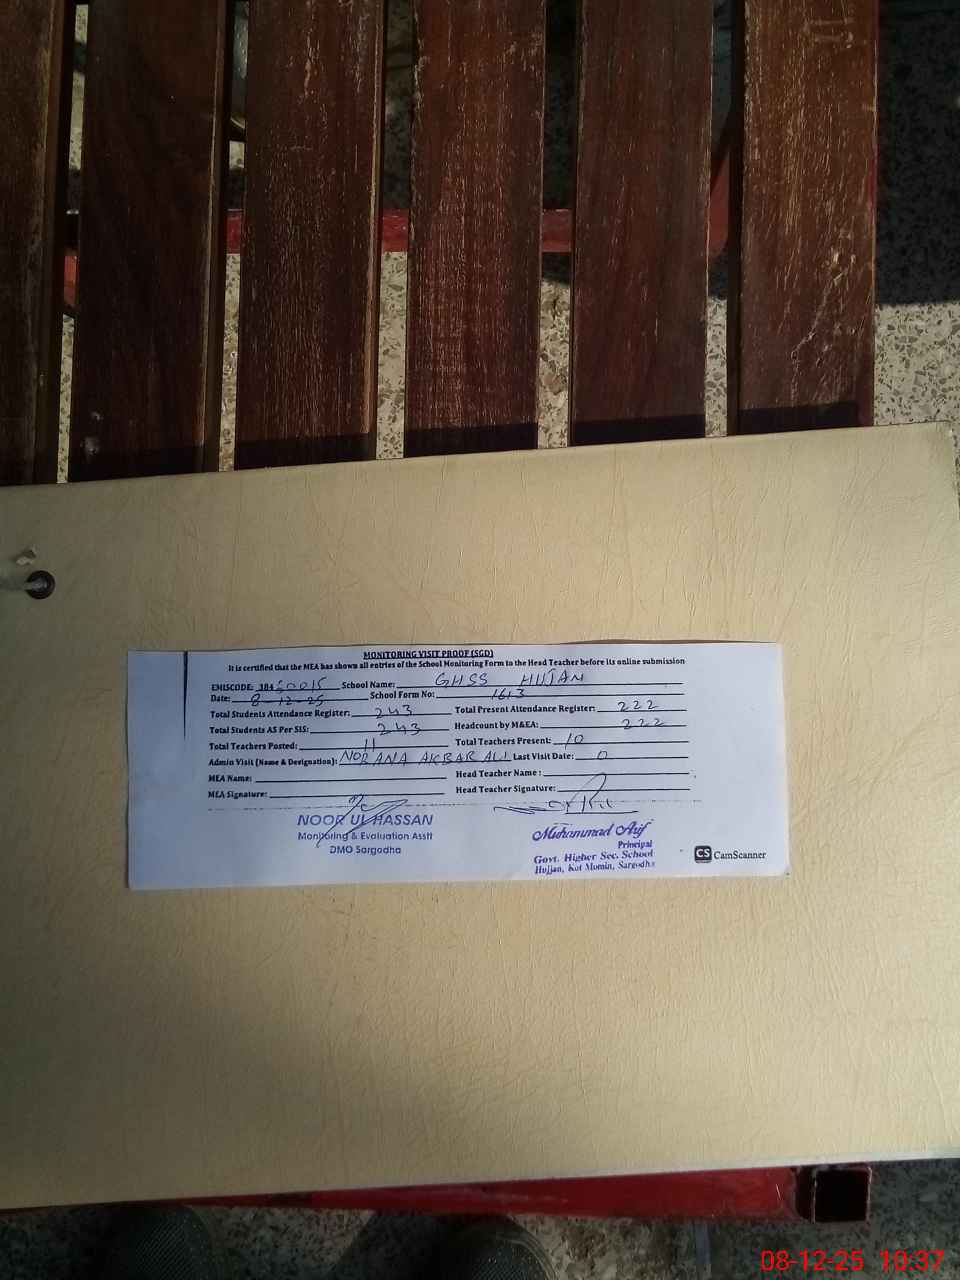 MONITORING VISIT PROOF (SGD)
It is certified that the MEA has shown all entries of the School Monitoring Form to the Head Teacher before its online submission
EMISCODE: 384 School Name: GHSS HUJAN
Date: 8-12-25 School Form No: 1613
Total Students Attendance Register: 243 Total Present Attendance Register: 222
Total Students AS Per SIS: 243 Headcount by M&EA: 222
Total Teachers Posted: 11 Total Teachers Present: 10
Admin Visit (Name & Designation): AKBAR ALI Last Visit Date: 0
MEA Name: Head Teacher Name :
MEA Signature: Head Teacher Signature:
NOOR UL HASSAN
Monitoring & Evaluation Asstt
DMO Sargodha
Muhammad Arif
Principal
Govt. Higher Sec. School
Hujjan, Kot Momin, Sargodha
CS CamScanner
08-12-25 10:37